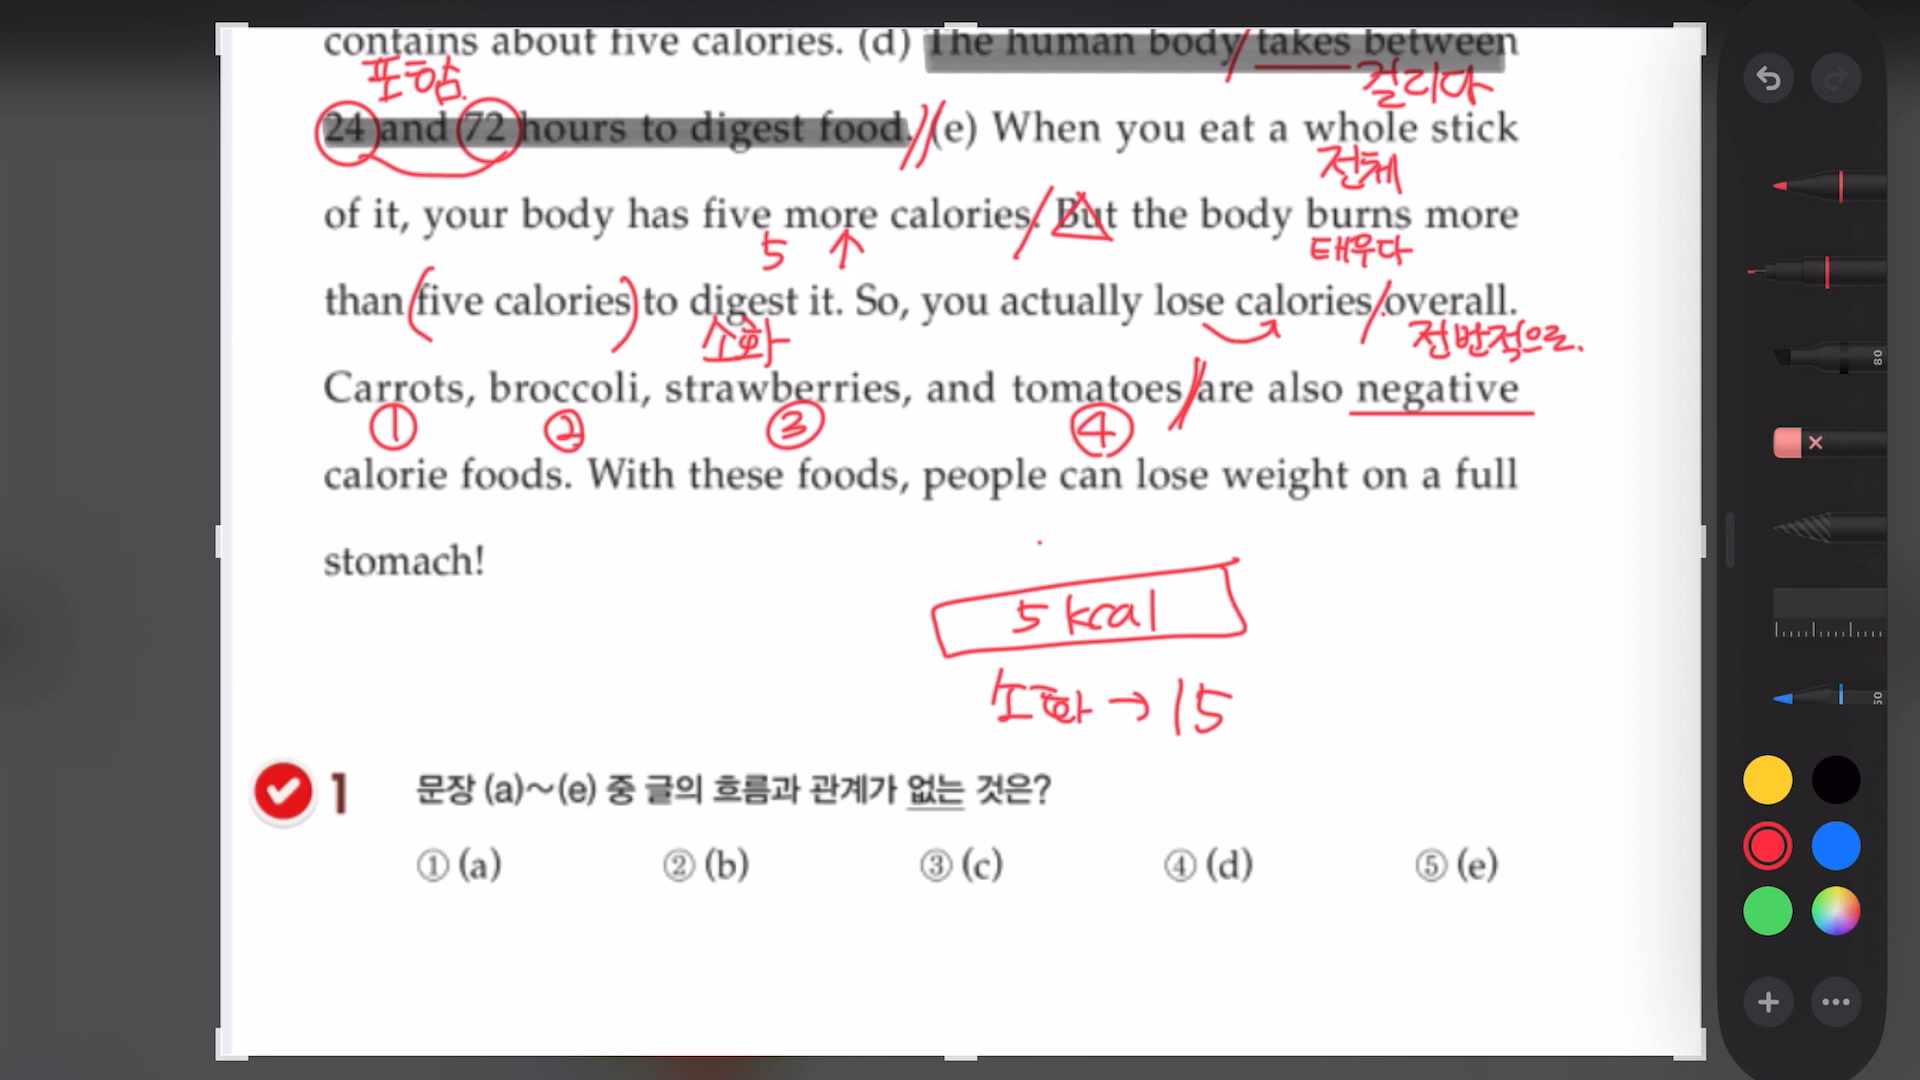 contains about five calories. (d) The human body takes between
포함. 걸리다
24 and 72 hours to digest food. (e) When you eat a whole stick
전체
of it, your body has five more calories. But the body burns more
5 ↑ 태우다
than (five calories) to digest it. So, you actually lose calories overall.
소화 전반적으로.
Carrots, broccoli, strawberries, and tomatoes are also negative
① ② ③ ④
calorie foods. With these foods, people can lose weight on a full
stomach!
5 kcal
소화 → 15
1 문장 (a)~(e) 중 글의 흐름과 관계가 없는 것은?
① (a) ② (b) ③ (c) ④ (d) ⑤ (e)
80
50